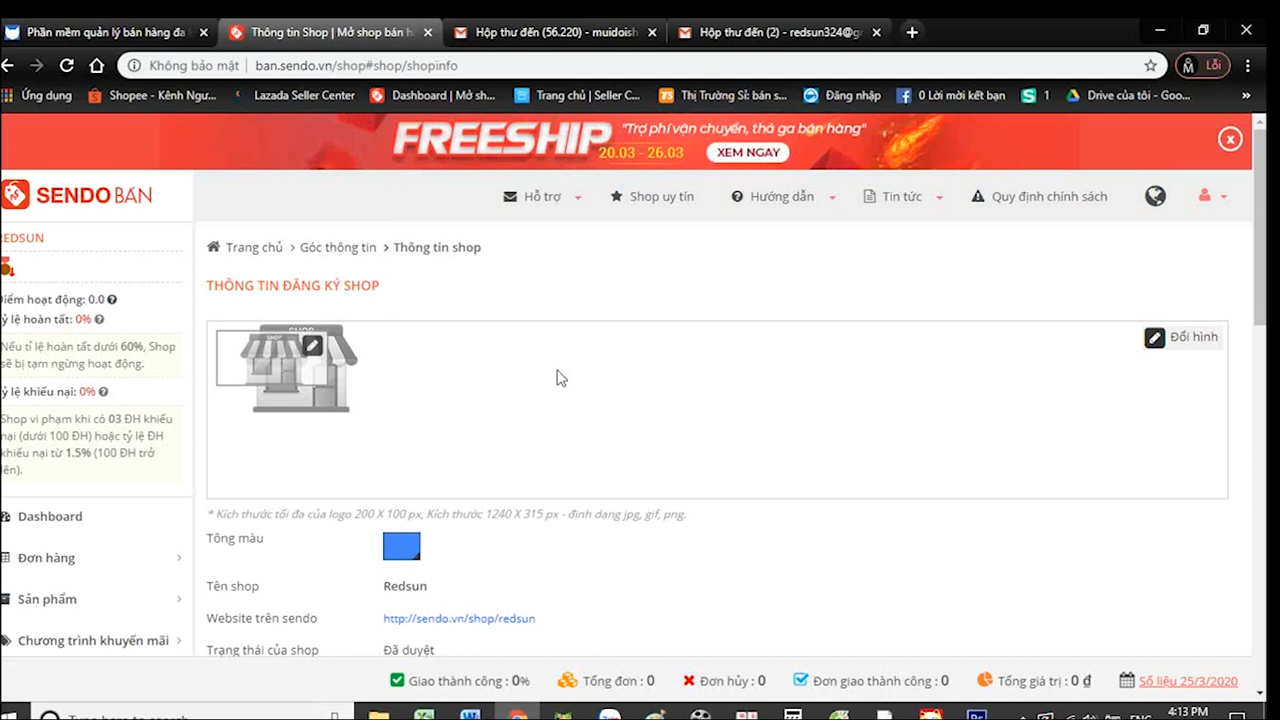 Phần mềm quản lý bán hàng đa
Thông tin Shop | Mở shop bán h
Hộp thư đến (56.220) - muidoish
Hộp thư đến (2) - redsun324@gr
Không bảo mật | ban.sendo.vn/shop#shop/shopinfo
Lỗi
Ứng dụng
Shopee - Kênh Ngư...
Lazada Seller Center
Dashboard | Mở sh...
Trang chủ | Seller C...
Thị Trường Sỉ: bán s...
Đăng nhập
0 Lời mời kết bạn
1
Drive của tôi - Goo...
»
FREESHIP
"Trợ phí vận chuyển, thả ga bán hàng"
20.03 - 26.03
XEM NGAY
SENDO BÁN
Hỗ trợ
Shop uy tín
Hướng dẫn
Tin tức
Quy định chính sách
REDSUN
Trang chủ > Góc thông tin > Thông tin shop
THÔNG TIN ĐĂNG KÝ SHOP
iểm hoạt động: 0.0
ỷ lệ hoàn tất: 0%
Nếu tỉ lệ hoàn tất dưới 60%, Shop
sẽ bị tạm ngừng hoạt động.
ỷ lệ khiếu nại: 0%
Shop vi phạm khi có 03 ĐH khiếu
nại (dưới 100 ĐH) hoặc tỷ lệ ĐH
khiếu nại từ 1.5% (100 ĐH trở
lên).
SHOP
SHOP
Đổi hình
* Kích thước tối đa của logo 200 X 100 px, Kích thước 1240 X 315 px - định dạng jpg, gif, png.
Tông màu
Tên shop
Redsun
Website trên sendo
http://sendo.vn/shop/redsun
Trạng thái của shop
Đã duyệt
Dashboard
Đơn hàng
Sản phẩm
Chương trình khuyến mãi
Giao thành công : 0%
Tổng đơn : 0
Đơn hủy : 0
Đơn giao thành công : 0
Tổng giá trị : 0 đ
Số liệu 25/3/2020
Type here to search
ENG
4:13 PM